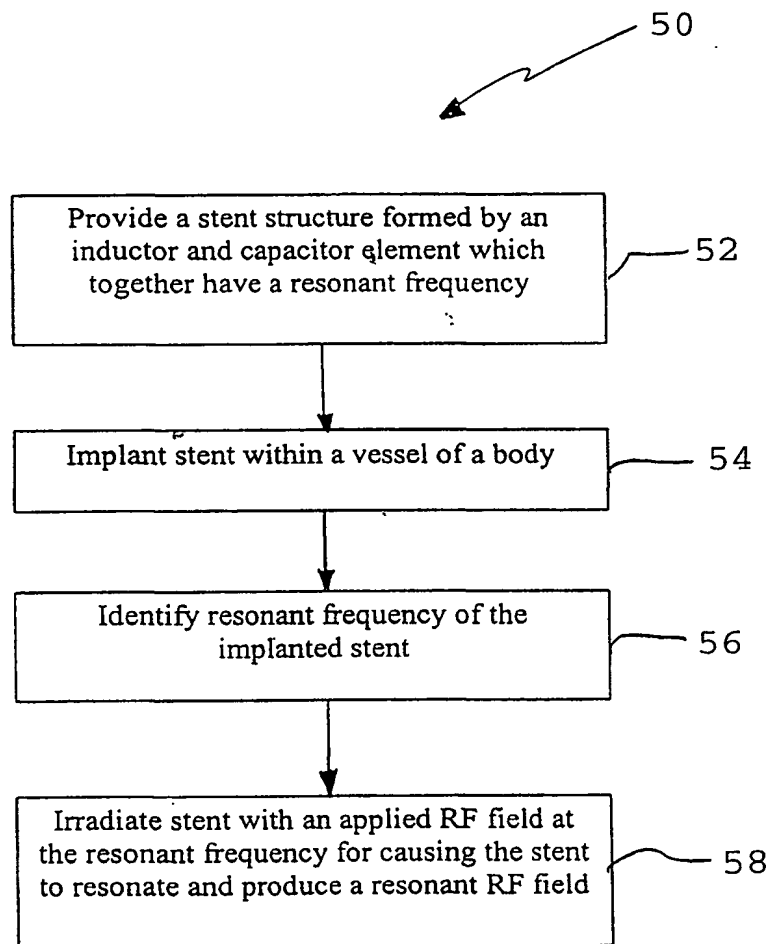 50
Provide a stent structure formed by an
inductor and capacitor element which
together have a resonant frequency
52
Implant stent within a vessel of a body
54
Identify resonant frequency of the
implanted stent
56
Irradiate stent with an applied RF field at
the resonant frequency for causing the stent
to resonate and produce a resonant RF field
58